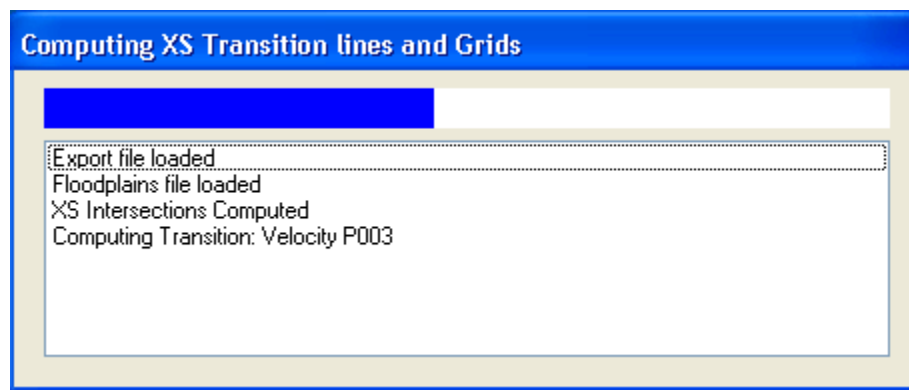 Computing XS Transition lines and Grids
Export file loaded
Floodplains file loaded
XS Intersections Computed
Computing Transition: Velocity P003